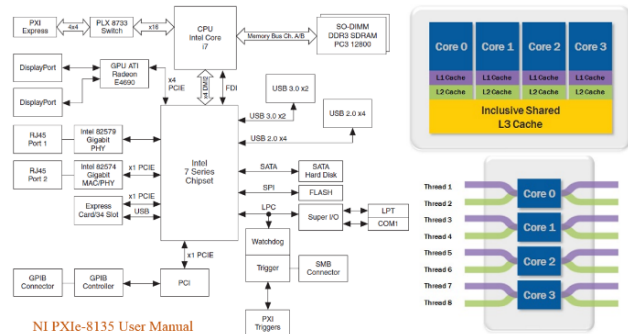 PXI
Express
4x4
PLX 8733
Switch
x16
CPU
Intel Core
i7
Memory Bus Ch. A/B
SO-DIMM
DDR3 SDRAM
PC3 12800
DisplayPort
DisplayPort
GPU ATI
Radeon
E4690
x4
PCIE
x4 DMI2
FDI
USB 3.0 x2
USB 2.0 x4
USB 3.0 x2
USB 2.0 x4
RJ45
Port 1
Intel 82579
Gigabit
PHY
RJ45
Port 2
Intel 82574
Gigabit
MAC/PHY
x1 PCIE
Express
Card/34 Slot
x1 PCIE
USB
Intel
7 Series
Chipset
SATA
SATA
Hard Disk
SPI
FLASH
LPC
Super I/O
LPT
COM1
Watchdog
Trigger
SMB
Connector
PXI
Triggers
x1 PCIE
GPIB
Connector
GPIB
Controller
PCI
NI PXIe-8135 User Manual
Core 0 Core 1 Core 2 Core 3
L1 Cache L1 Cache L1 Cache L1 Cache
L2 Cache L2 Cache L2 Cache L2 Cache
Inclusive Shared
L3 Cache
Thread 1
Thread 2
Core 0
Thread 3
Thread 4
Core 1
Thread 5
Thread 6
Core 2
Thread 7
Thread 8
Core 3